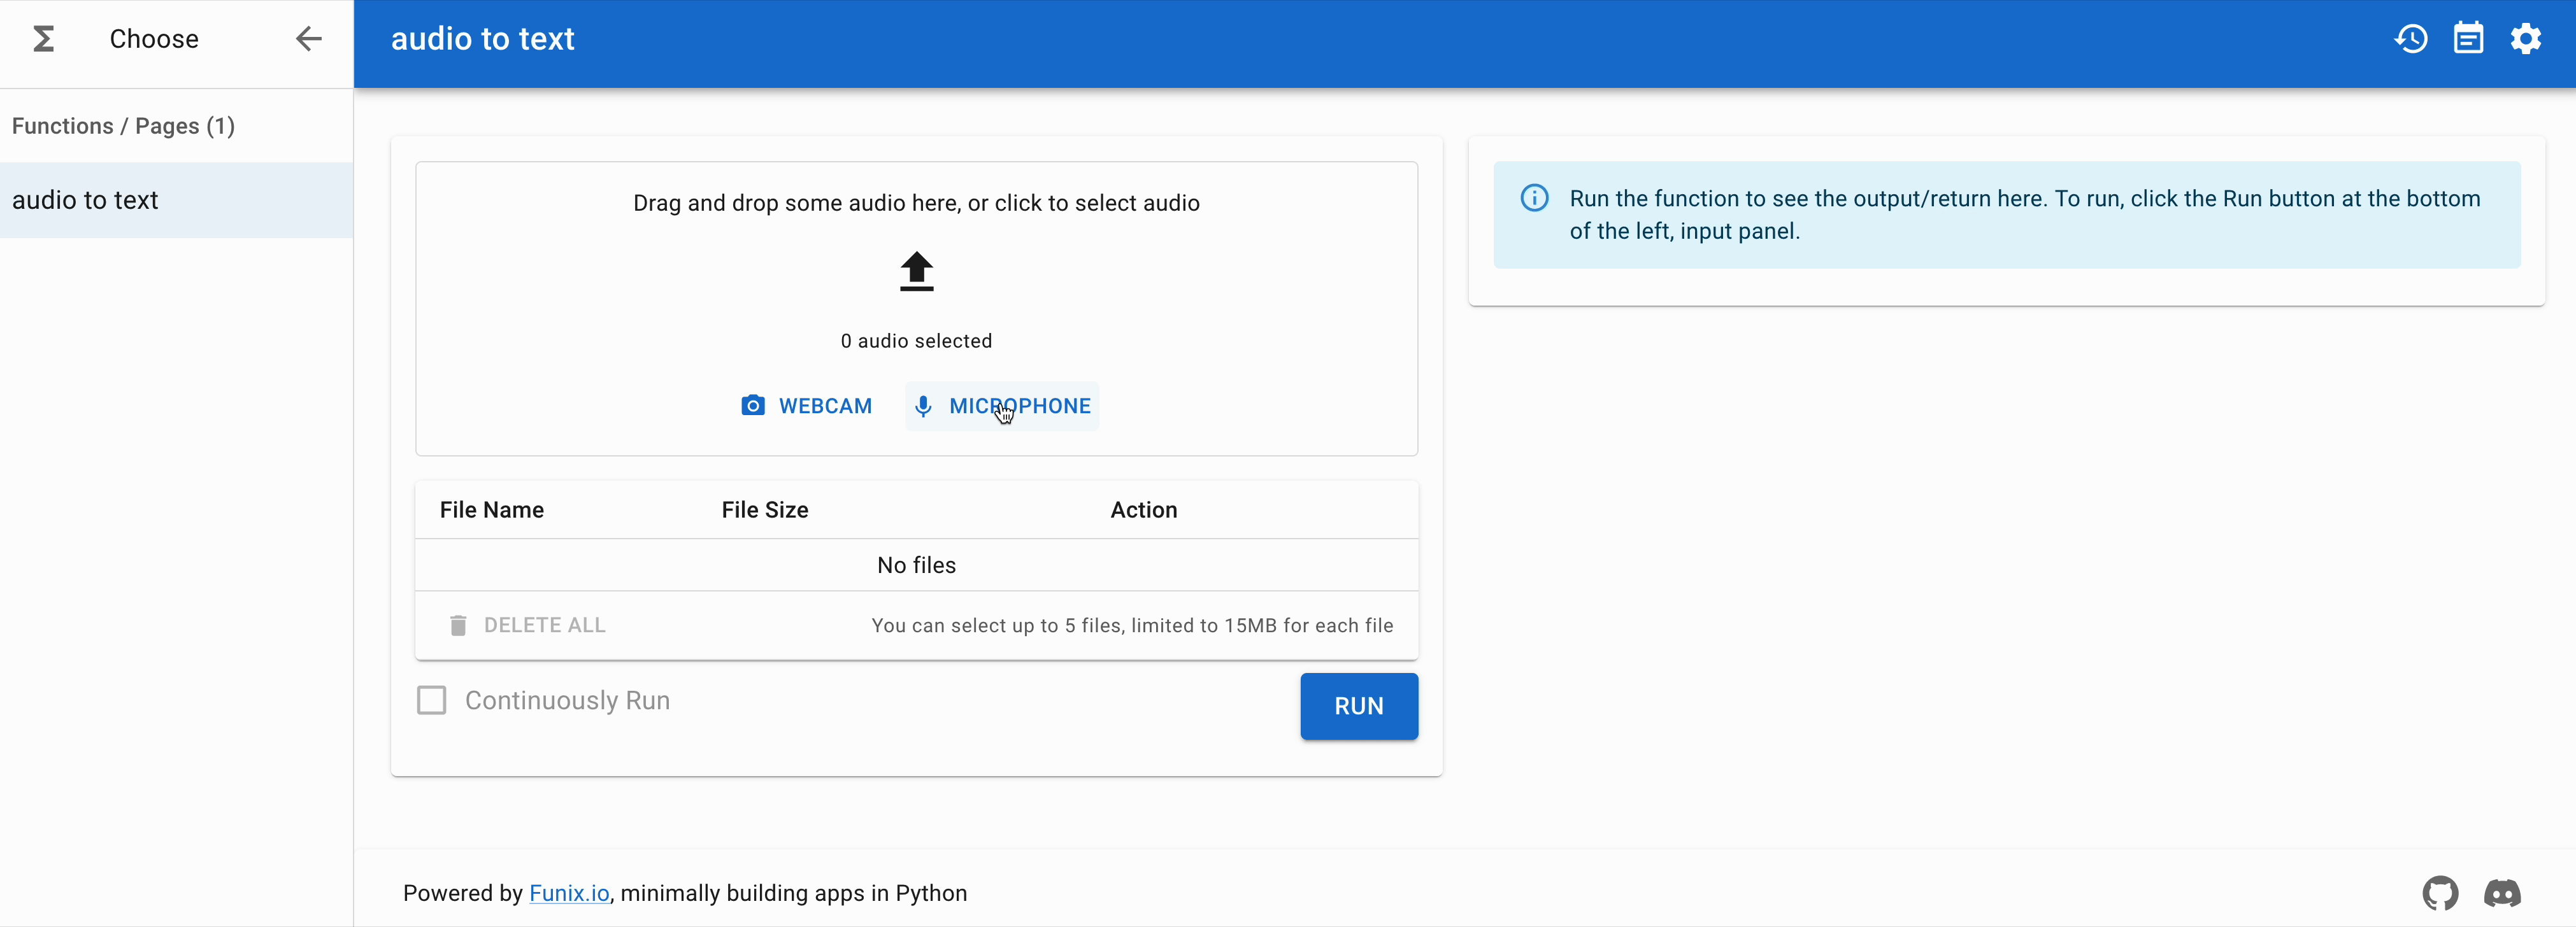 Choose
audio to text
Functions / Pages (1)
audio to text
Drag and drop some audio here, or click to select audio
0 audio selected
WEBCAM
MICROPHONE
File Name
File Size
Action
No files
DELETE ALL
You can select up to 5 files, limited to 15MB for each file
Continuously Run
RUN
Run the function to see the output/return here. To run, click the Run button at the bottom
of the left, input panel.
Powered by Funix.io, minimally building apps in Python